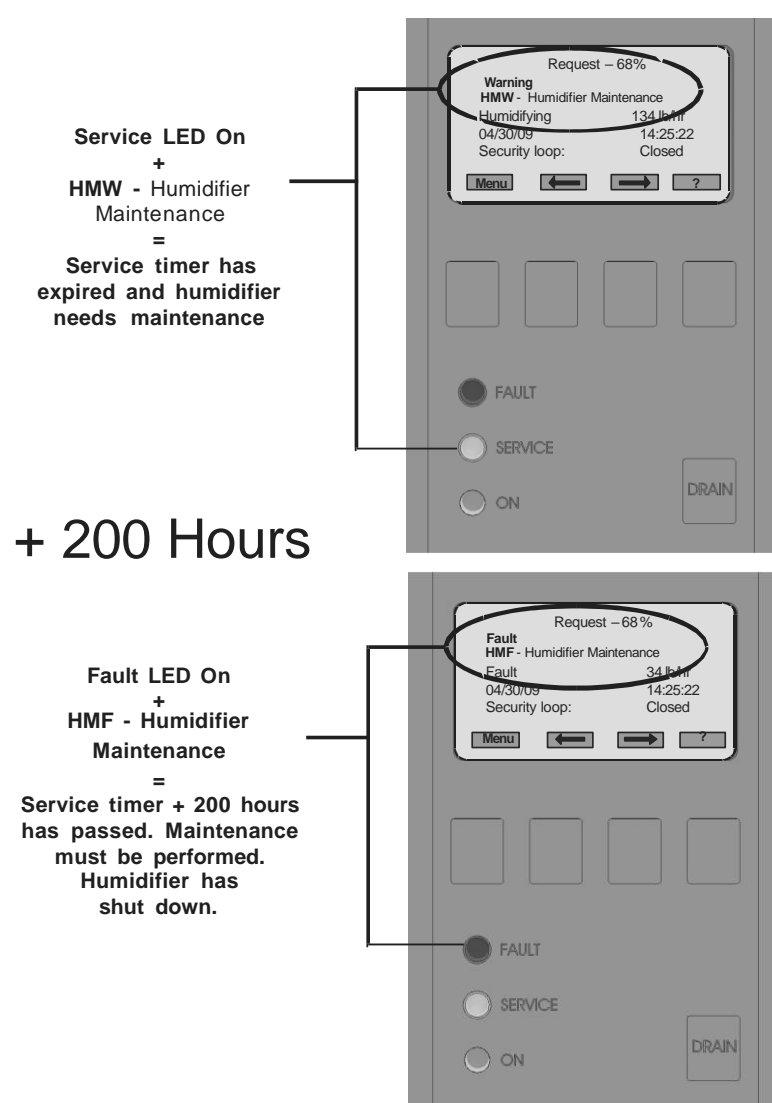 Request – 68%
Warning
HMW - Humidifier Maintenance
Humidifying 134 lb/hr
04/30/09 14:25:22
Security loop: Closed
Menu ?
Service LED On
+
HMW - Humidifier
Maintenance
=
Service timer has
expired and humidifier
needs maintenance
FAULT
SERVICE
ON
DRAIN
+ 200 Hours
Request – 68%
Fault
HMF - Humidifier Maintenance
Fault 34 lb/hr
04/30/09 14:25:22
Security loop: Closed
Menu ?
Fault LED On
+
HMF - Humidifier
Maintenance
=
Service timer + 200 hours
has passed. Maintenance
must be performed.
Humidifier has
shut down.
FAULT
SERVICE
ON
DRAIN